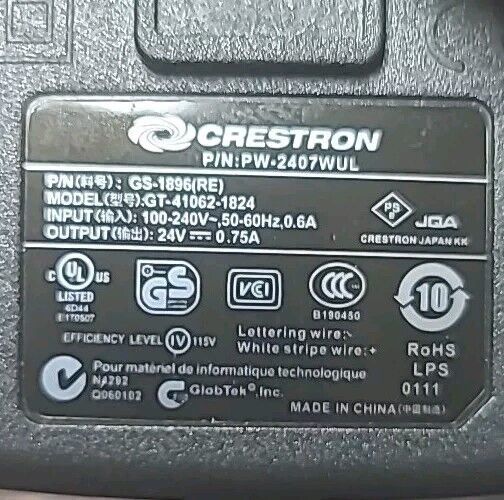 CRESTRON
P/N:PW-2407WUL
P/N(料号): GS-1896(RE)
MODEL(型号):GT-41062-1824
INPUT(输入): 100-240V~,50-60Hz,0.6A
OUTPUT(输出): 24V⎓0.75A
PS
E
JQA
CRESTRON JAPAN KK
C UL US
LISTED
6D44
E170507
GS
VCI
CCC
B190450
10
EFFICIENCY LEVEL IV 115V
Lettering wire:-
White stripe wire:+
RoHS
LPS
0111
Pour matériel de informatique technologique
N4292
Q060102
GlobTek®,Inc.
MADE IN CHINA(中国制造)